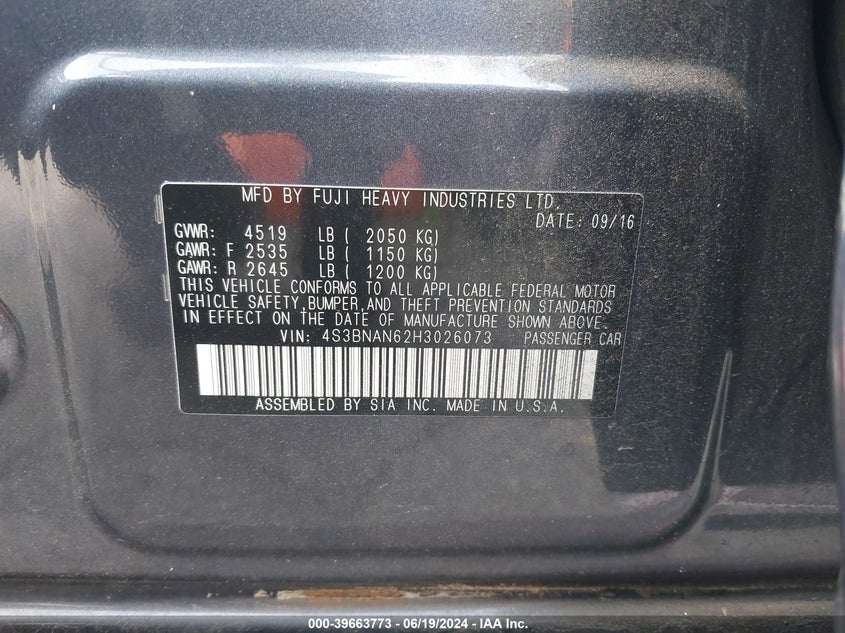 MFD BY FUJI HEAVY INDUSTRIES LTD.
DATE: 09/16
GVWR: 4519 LB ( 2050 KG)
GAWR: F 2535 LB ( 1150 KG)
GAWR: R 2645 LB ( 1200 KG)
THIS VEHICLE CONFORMS TO ALL APPLICABLE FEDERAL MOTOR
VEHICLE SAFETY, BUMPER, AND THEFT PREVENTION STANDARDS
IN EFFECT ON THE DATE OF MANUFACTURE SHOWN ABOVE-
VIN: 4S3BNAN62H3026073 PASSENGER CAR
ASSEMBLED BY SIA INC. MADE IN U.S.A.
000-39663773 - 06/19/2024 - IAA Inc.